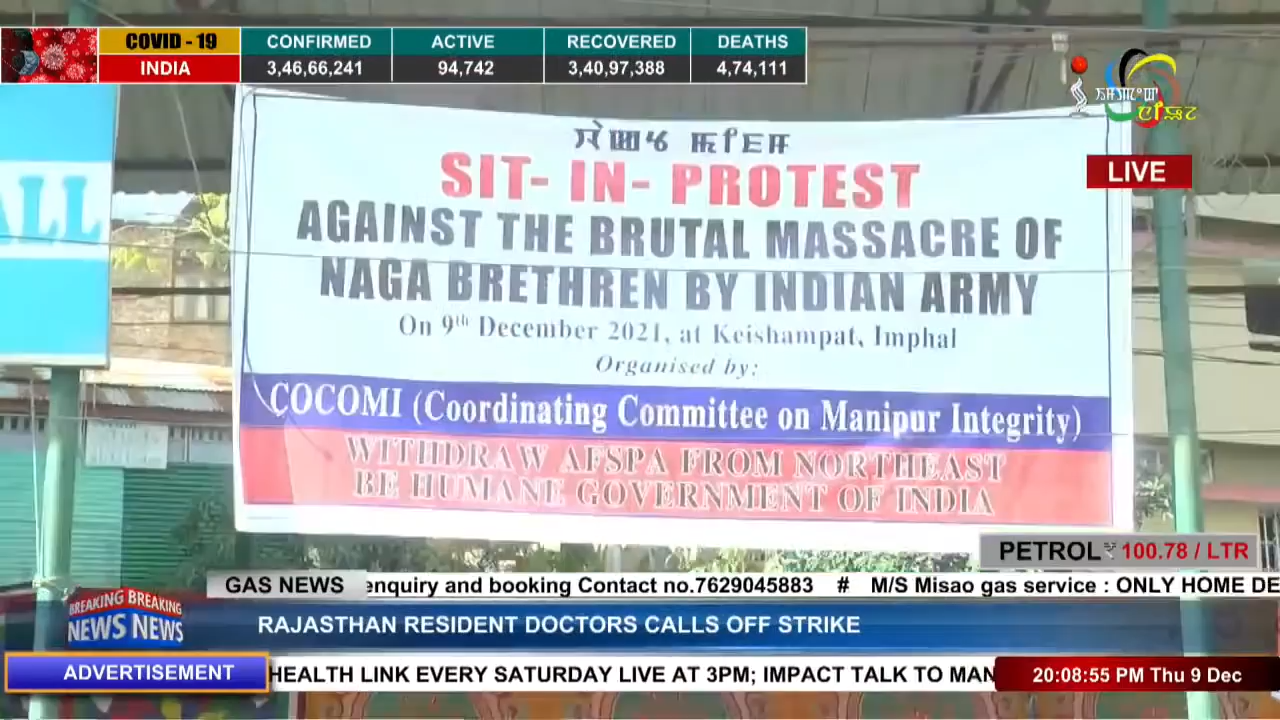 COVID - 19
INDIA
CONFIRMED
3,46,66,241
ACTIVE
94,742
RECOVERED
3,40,97,388
DEATHS
4,74,111
LIVE
ALL
SIT- IN- PROTEST
AGAINST THE BRUTAL MASSACRE OF
NAGA BRETHREN BY INDIAN ARMY
On 9th December 2021, at Keishampat, Imphal
Organised by:
COCOMI (Coordinating Committee on Manipur Integrity)
WITHDRAW AFSPA FROM NORTHEAST
BE HUMANE GOVERNMENT OF INDIA
PETROL ₹ 100.78 / LTR
GAS NEWS
enquiry and booking Contact no.7629045883 # M/S Misao gas service : ONLY HOME DE
BREAKING BREAKING
NEWS NEWS
RAJASTHAN RESIDENT DOCTORS CALLS OFF STRIKE
ADVERTISEMENT
HEALTH LINK EVERY SATURDAY LIVE AT 3PM; IMPACT TALK TO MAN
20:08:55 PM Thu 9 Dec